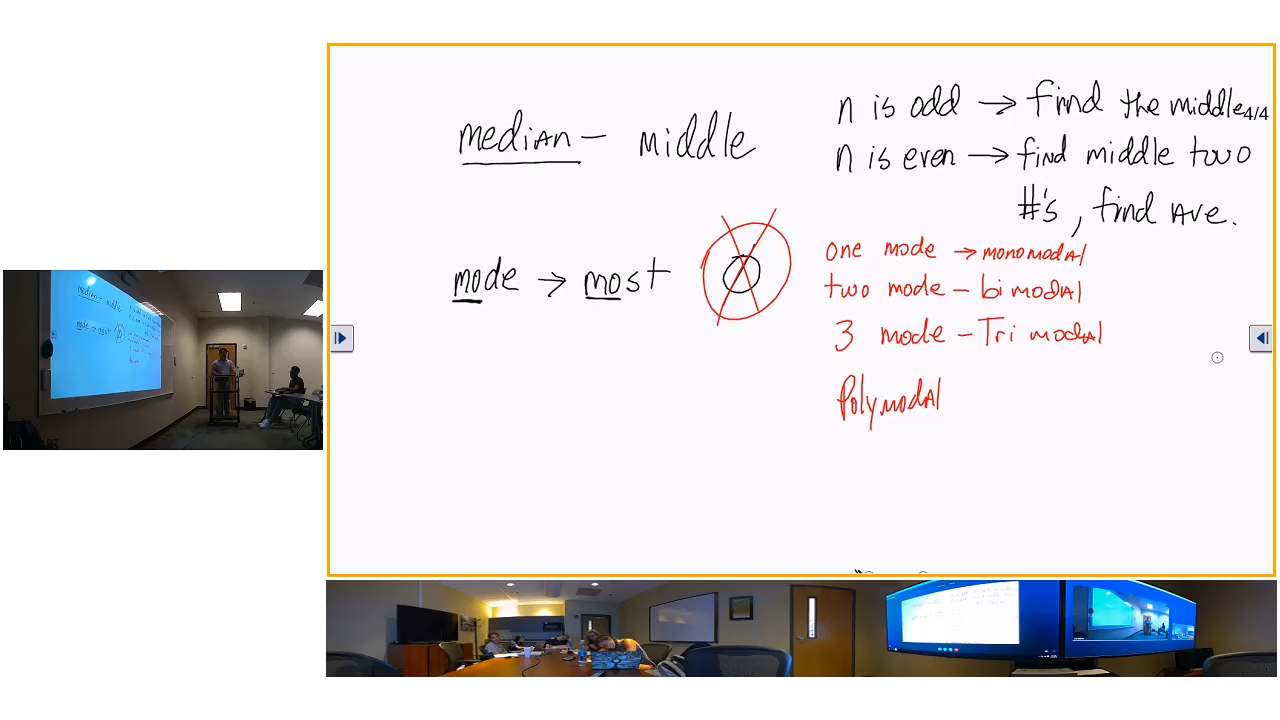 median – middle
n is odd → find the middle
4/4
n is even → find middle two
#'s, find Ave.
mode → most
one mode → monomodal
two mode – bimodal
3 mode – Tri modal
Polymodal